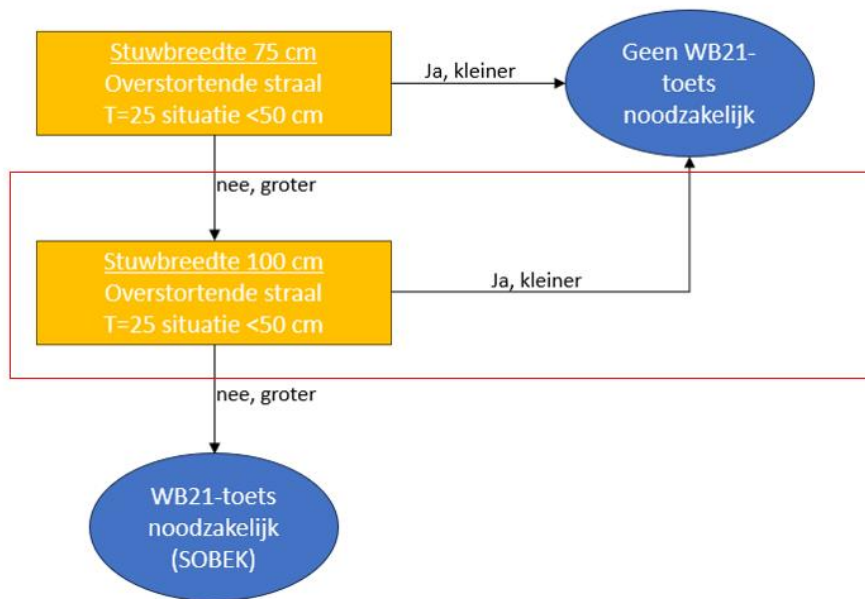 Stuwbreedte 75 cm
Overstortende straal
T=25 situatie <50 cm
Ja, kleiner
Geen WB21-
toets
noodzakelijk
nee, groter
Stuwbreedte 100 cm
Overstortende straal
T=25 situatie <50 cm
Ja, kleiner
nee, groter
WB21-toets
noodzakelijk
(SOBEK)